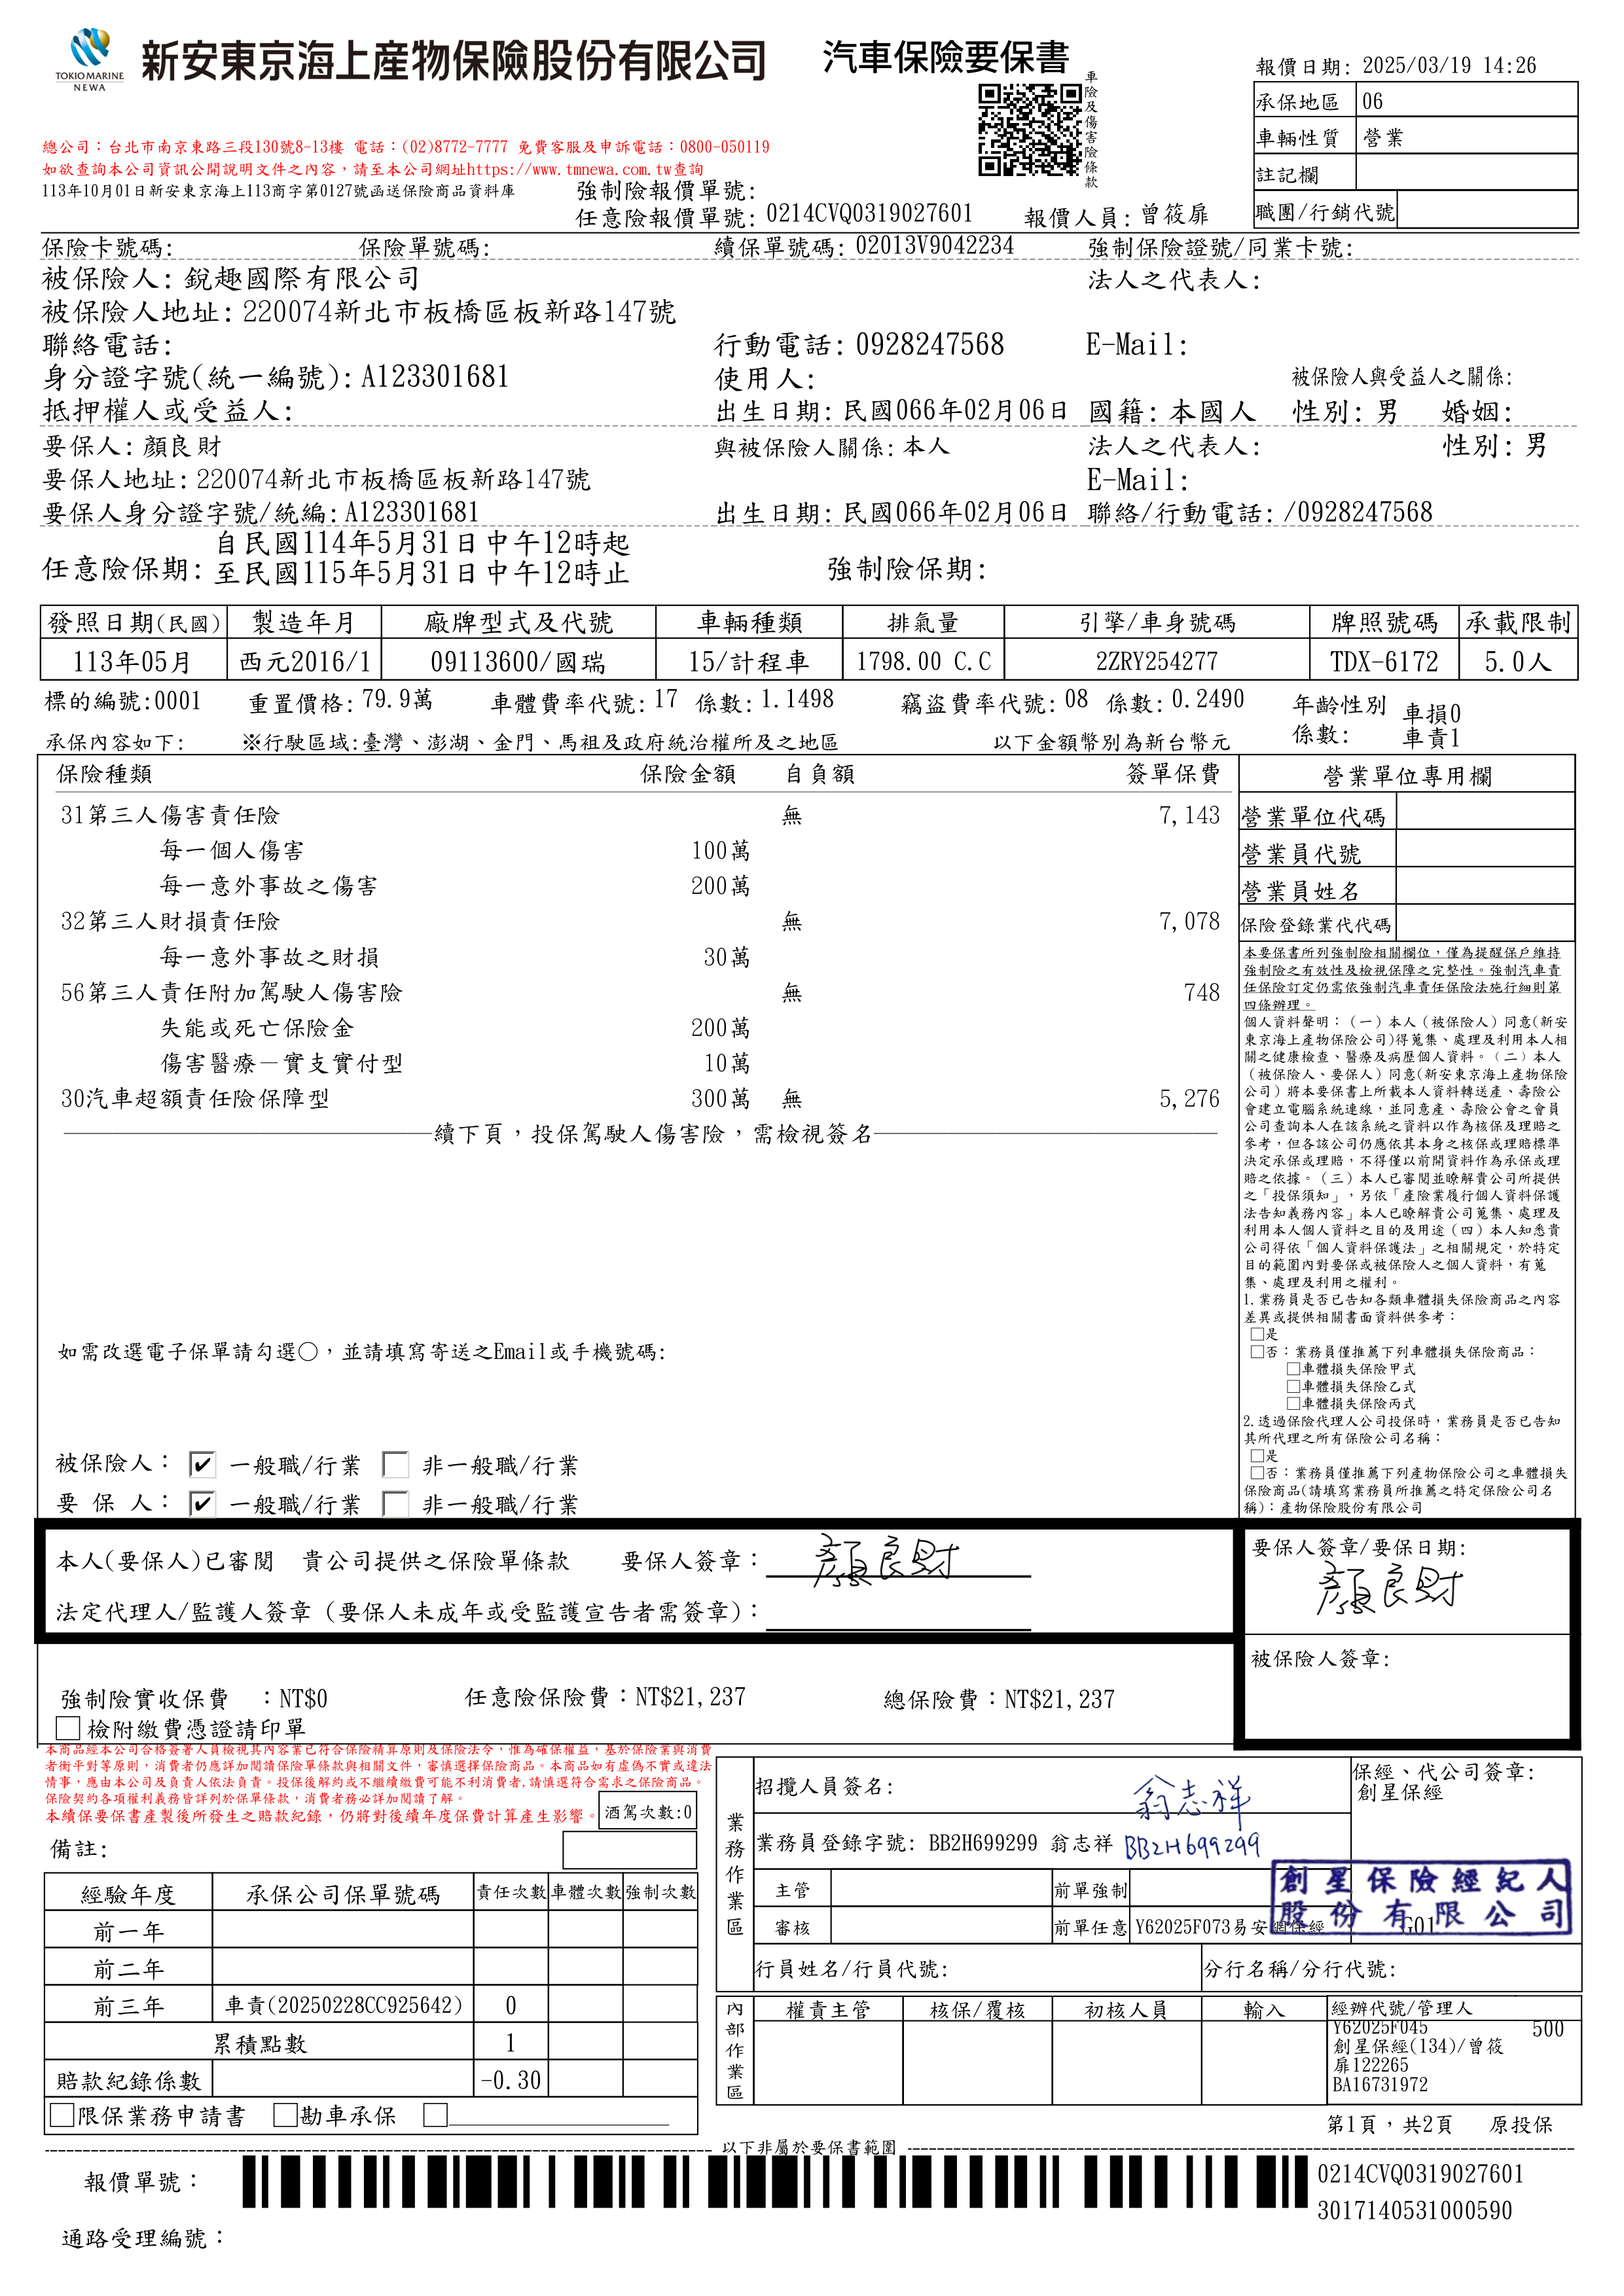 TOKIO MARINE
NEWA
新安東京海上產物保險股份有限公司
汽車保險要保書
車險及傷害險條款
報價日期: 2025/03/19 14:26
承保地區 06
車輛性質 營業
註記欄
職團/行銷代號
總公司：台北市南京東路三段130號8-13樓 電話：(02)8772-7777 免費客服及申訴電話：0800-050119
如欲查詢本公司資訊公開說明文件之內容，請至本公司網址https://www.tmnewa.com.tw查詢
113年10月01日新安東京海上113商字第0127號函送保險商品資料庫
強制險報價單號:
任意險報價單號: 0214CVQ0319027601 報價人員: 曾筱雇
保險卡號碼: 保險單號碼: 續保單號碼: 02013V9042234 強制保險證號/同業卡號:
被保險人: 銳趣國際有限公司 法人之代表人:
被保險人地址: 220074新北市板橋區板新路147號
聯絡電話: 行動電話: 0928247568 E-Mail:
身分證字號(統一編號): A123301681 使用人: 被保險人與受益人之關係:
抵押權人或受益人: 出生日期: 民國066年02月06日 國籍: 本國人 性別: 男 婚姻:
要保人: 顏良財 與被保險人關係: 本人 法人之代表人: 性別: 男
要保人地址: 220074新北市板橋區板新路147號 E-Mail:
要保人身分證字號/統編: A123301681 出生日期: 民國066年02月06日 聯絡/行動電話: /0928247568
任意險保期: 自民國114年5月31日中午12時起
至民國115年5月31日中午12時止 強制險保期:
發照日期(民國) 製造年月 廠牌型式及代號 車輛種類 排氣量 引擎/車身號碼 牌照號碼 承載限制
113年05月 西元2016/1 09113600/國瑞 15/計程車 1798.00 C.C 2ZRY254277 TDX-6172 5.0人
標的編號:0001 重置價格: 79.9萬 車體費率代號: 17 係數: 1.1498 竊盜費率代號: 08 係數: 0.2490 年齡性別係數: 車損0 車責1
承保內容如下: ※行駛區域:臺灣、澎湖、金門、馬祖及政府統治權所及之地區 以下金額幣別為新台幣元
保險種類 保險金額 自負額 簽單保費
31第三人傷害責任險 無 7,143
每一個人傷害 100萬
每一意外事故之傷害 200萬
32第三人財損責任險 無 7,078
每一意外事故之財損 30萬
56第三人責任附加駕駛人傷害險 無 748
失能或死亡保險金 200萬
傷害醫療－實支實付型 10萬
30汽車超額責任險保障型 300萬 無 5,276
續下頁，投保駕駛人傷害險，需檢視簽名
如需改選電子保單請勾選○，並請填寫寄送之Email或手機號碼:
被保險人： ✔ 一般職/行業 □ 非一般職/行業
要 保 人： ✔ 一般職/行業 □ 非一般職/行業
營業單位專用欄
營業單位代碼
營業員代號
營業員姓名
保險登錄業代代碼
本要保書所列強制險相關欄位，僅為提醒保戶維持
強制險之有效性及檢視保障之完整性。強制汽車責
任保險訂定仍需依強制汽車責任保險法施行細則第
四條辦理。
個人資料聲明：（一）本人（被保險人）同意(新安
東京海上產物保險公司)得蒐集、處理及利用本人相
關之健康檢查、醫療及病歷個人資料。（二）本人
（被保險人、要保人）同意(新安東京海上產物保險
公司）將本要保書上所載本人資料轉送產、壽險公
會建立電腦系統連線，並同意產、壽險公會之會員
公司查詢本人在該系統之資料以作為核保及理賠之
參考，但各該公司仍應依其本身之核保或理賠標準
決定承保或理賠，不得僅以前開資料作為承保或理
賠之依據。（三）本人已審閱並瞭解貴公司所提供
之「投保須知」，另依「產險業履行個人資料保護
法告知義務內容」本人已瞭解貴公司蒐集、處理及
利用本人個人資料之目的及用途（四）本人知悉貴
公司得依「個人資料保護法」之相關規定，於特定
目的範圍內對要保或被保險人之個人資料，有蒐
集、處理及利用之權利。
1.業務員是否已告知各類車體損失保險商品之內容
差異或提供相關書面資料供參考：
□是
□否：業務員僅推薦下列車體損失保險商品：
□車體損失保險甲式
□車體損失保險乙式
□車體損失保險丙式
2.透過保險代理人公司投保時，業務員是否已告知
其所代理之所有保險公司名稱：
□是
□否：業務員僅推薦下列產物保險公司之車體損失
保險商品(請填寫業務員所推薦之特定保險公司名
稱)：產物保險股份有限公司
本人(要保人)已審閱 貴公司提供之保險單條款 要保人簽章： 顏良財
法定代理人/監護人簽章（要保人未成年或受監護宣告者需簽章）：
要保人簽章/要保日期:
顏良財
被保險人簽章:
強制險實收保費 ：NT$0 任意險保險費：NT$21,237 總保險費：NT$21,237
□ 檢附繳費憑證請印單
本商品經本公司合格簽署人員檢視其內容業已符合保險精算原則及保險法令，惟為確保權益，基於保險業與消費
者衡平對等原則，消費者仍應詳加閱讀保險單條款與相關文件，審慎選擇保險商品。本商品如有虛偽不實或違法
情事，應由本公司及負責人依法負責。投保後解約或不繼續繳費可能不利消費者,請慎選符合需求之保險商品。
保險契約各項權利義務皆詳列於保單條款，消費者務必詳加閱讀了解。
本續保要保書產製後所發生之賠款紀錄，仍將對後續年度保費計算產生影響。
酒駕次數:0
備註:
經驗年度 承保公司保單號碼 責任次數 車體次數 強制次數
前一年
前二年
前三年 車責(20250228CC925642) 0
累積點數 1
賠款紀錄係數 -0.30
□限保業務申請書 □勘車承保 □
業務作業區
招攬人員簽名: 翁志祥
業務員登錄字號: BB2H699299 翁志祥 BB2H699299
保經、代公司簽章:
創星保經
主管 前單強制
審核 前單任意 Y62025F073易安網保經 G01
創星保險經紀人
股份有限公司
行員姓名/行員代號: 分行名稱/分行代號:
內部作業區
權責主管 核保/覆核 初核人員 輸入 經辦代號/管理人
Y62025F045 500
創星保經(134)/曾筱
雇122265
BA16731972
第1頁，共2頁 原投保
以下非屬於要保書範圍
報價單號： 0214CVQ0319027601
3017140531000590
通路受理編號：